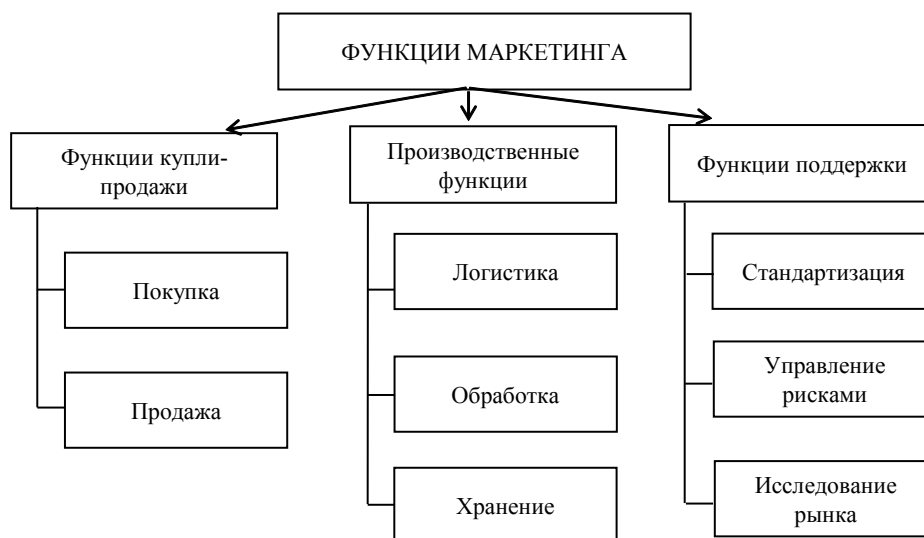 ФУНКЦИИ МАРКЕТИНГА
Функции купли-
продажи
Покупка
Продажа
Производственные
функции
Логистика
Обработка
Хранение
Функции поддержки
Стандартизация
Управление
рисками
Исследование
рынка